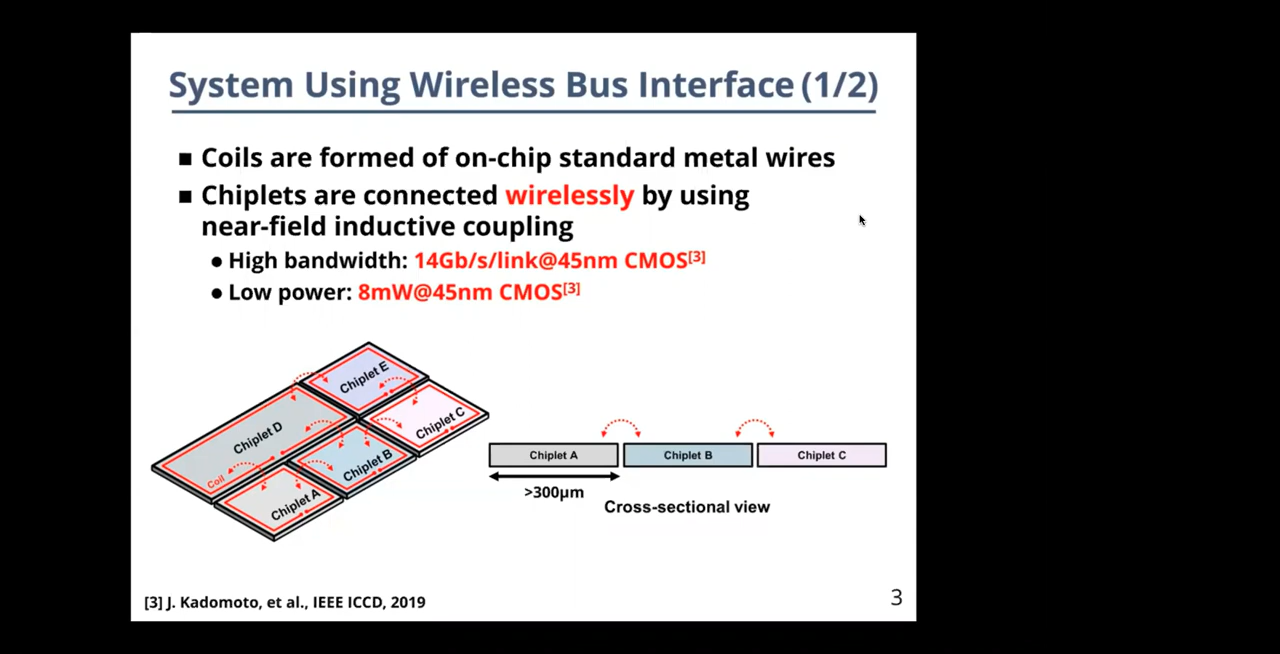 System Using Wireless Bus Interface (1/2)
■ Coils are formed of on-chip standard metal wires
■ Chiplets are connected wirelessly by using
near-field inductive coupling
● High bandwidth: 14Gb/s/link@45nm CMOS[3]
● Low power: 8mW@45nm CMOS[3]
Chiplet E
Chiplet D
Chiplet C
Chiplet B
Coil
Chiplet A
Chiplet A
Chiplet B
Chiplet C
>300μm
Cross-sectional view
[3] J. Kadomoto, et al., IEEE ICCD, 2019
3